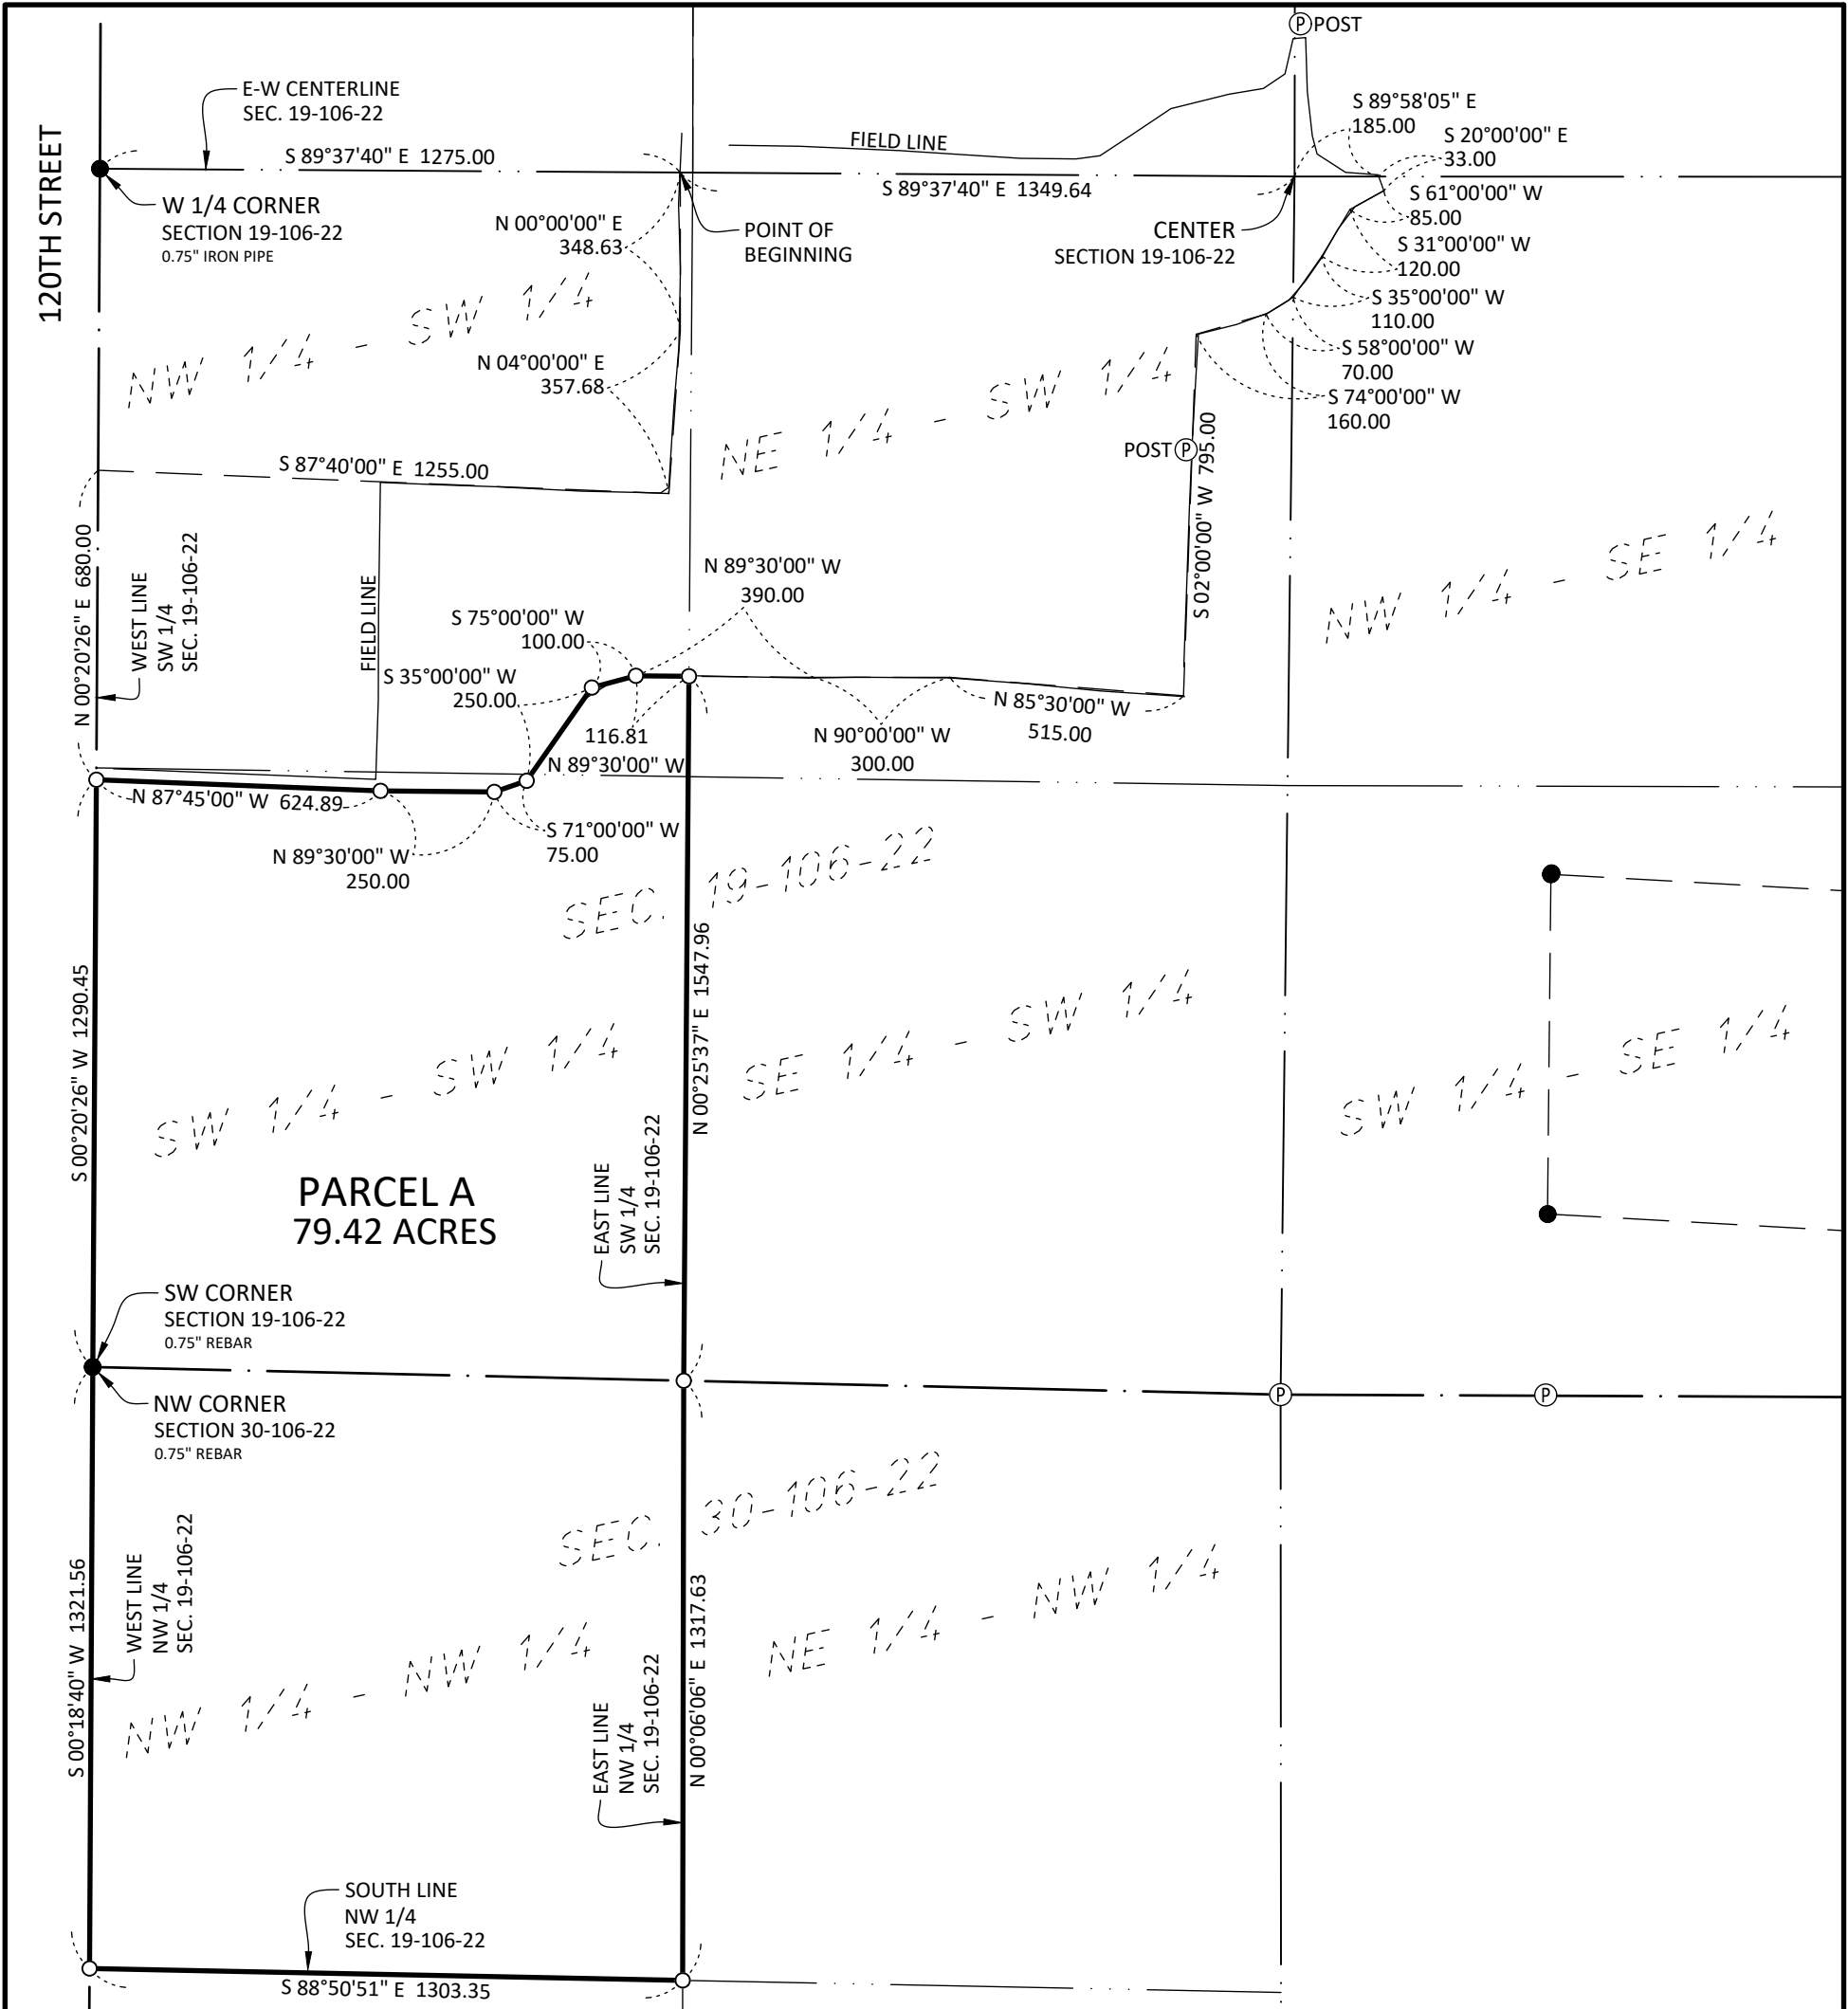 P POST
E-W CENTERLINE
SEC. 19-106-22
120TH STREET
S 89°37'40" E 1275.00
FIELD LINE
S 89°58'05" E
185.00
S 20°00'00" E
33.00
W 1/4 CORNER
SECTION 19-106-22
0.75" IRON PIPE
N 00°00'00" E
348.63
POINT OF
BEGINNING
S 89°37'40" E 1349.64
CENTER
SECTION 19-106-22
S 61°00'00" W
85.00
S 31°00'00" W
120.00
S 35°00'00" W
110.00
S 58°00'00" W
70.00
S 74°00'00" W
160.00
NW 1/4 - SW 1/4
N 04°00'00" E
357.68
NE 1/4 - SW 1/4
POST P
S 02°00'00" W 795.00
S 87°40'00" E 1255.00
N 00°20'26" E 680.00
WEST LINE
SW 1/4
SEC. 19-106-22
FIELD LINE
N 89°30'00" W
390.00
NW 1/4 - SE 1/4
S 75°00'00" W
100.00
S 35°00'00" W
250.00
116.81
N 89°30'00" W
N 90°00'00" W
300.00
N 85°30'00" W
515.00
N 87°45'00" W 624.89
N 89°30'00" W
250.00
S 71°00'00" W
75.00
SEC. 19-106-22
S 00°20'26" W 1290.45
N 00°25'37" E 1547.96
SW 1/4 - SW 1/4
SE 1/4 - SW 1/4
SW 1/4 - SE 1/4
PARCEL A
79.42 ACRES
EAST LINE
SW 1/4
SEC. 19-106-22
SW CORNER
SECTION 19-106-22
0.75" REBAR
NW CORNER
SECTION 30-106-22
0.75" REBAR
P
P
SEC. 30-106-22
S 00°18'40" W 1321.56
WEST LINE
NW 1/4
SEC. 19-106-22
NW 1/4 - NW 1/4
NE 1/4 - NW 1/4
EAST LINE
NW 1/4
SEC. 19-106-22
N 00°06'06" E 1317.63
SOUTH LINE
NW 1/4
SEC. 19-106-22
S 88°50'51" E 1303.35